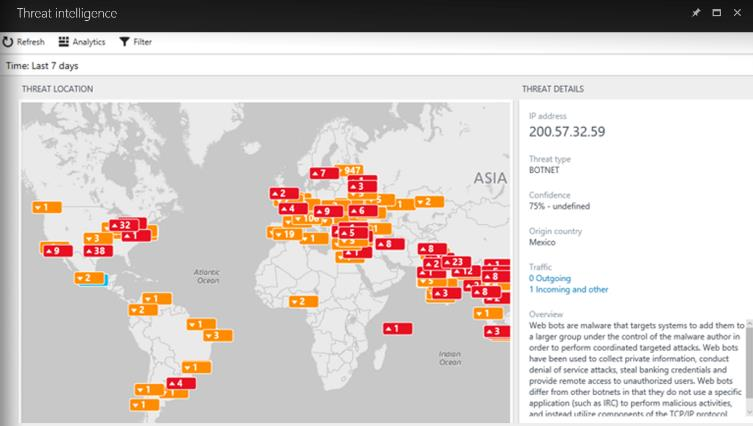 Threat intelligence
Refresh Analytics Filter
Time: Last 7 days
THREAT LOCATION
THREAT DETAILS
ASIA
Atlantic
Ocean
Indian
Ocean
1
7
947
3
2
4
9
6
5
1
2
32
1
3
9
38
19
1
5
8
3
1
2
8
2
23
1
12
8
5
3
8
1
3
1
2
1
2
1
3
1
4
1
1
1
IP address
200.57.32.59
Threat type
BOTNET
Confidence
75% - undefined
Origin country
Mexico
Traffic
0 Outgoing
1 Incoming and other
Overview
Web bots are malware that targets systems to add them to
a larger group under the control of the malware author in
order to perform coordinated targeted attacks. Web bots
have been used to collect private information, conduct
denial of service attacks, steal banking credentials and
provide remote access to unauthorized users. Web bots
differ from other botnets in that they do not use a specific
application (such as IRC) to perform malicious activities,
and instead utilize components of the TCP/IP protocol